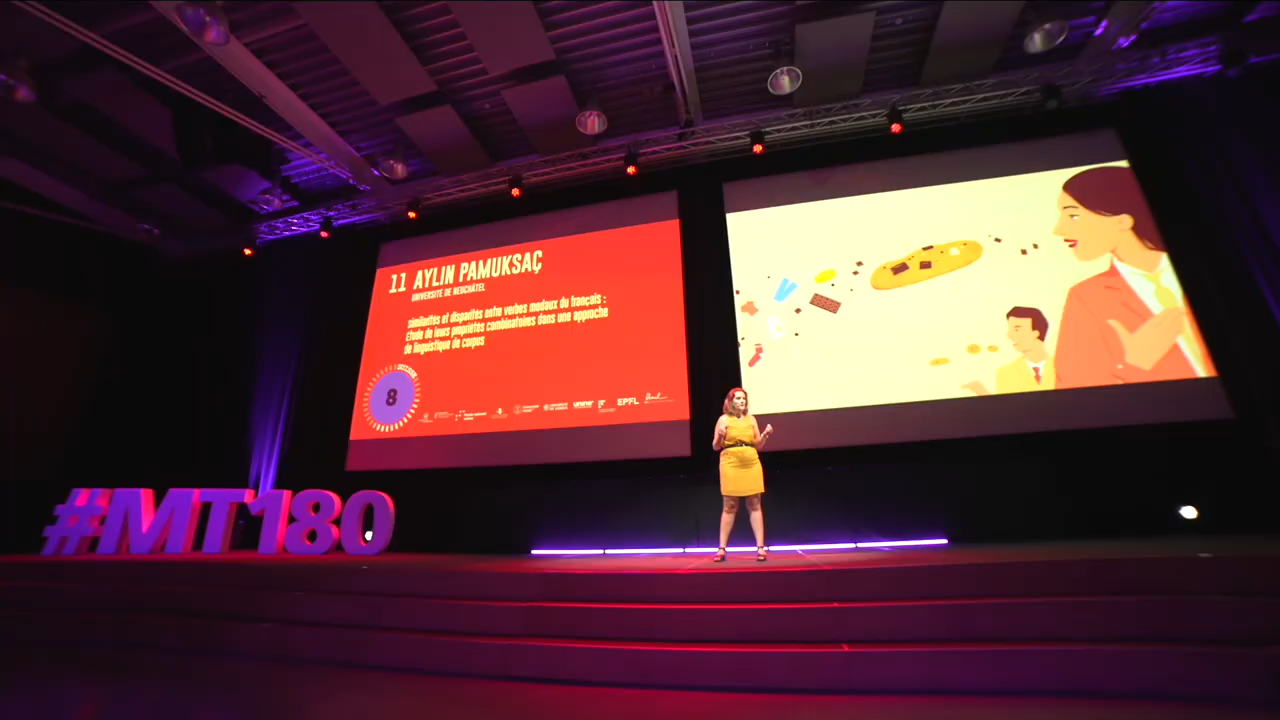 11 AYLIN PAMUKSAÇ
UNIVERSITÉ DE NEUCHÂTEL
similarités et disparités entre verbes modaux du français :
étude de leurs propriétés combinatoires dans une approche
de linguistique de corpus
8
unine
EPFL
#MT180